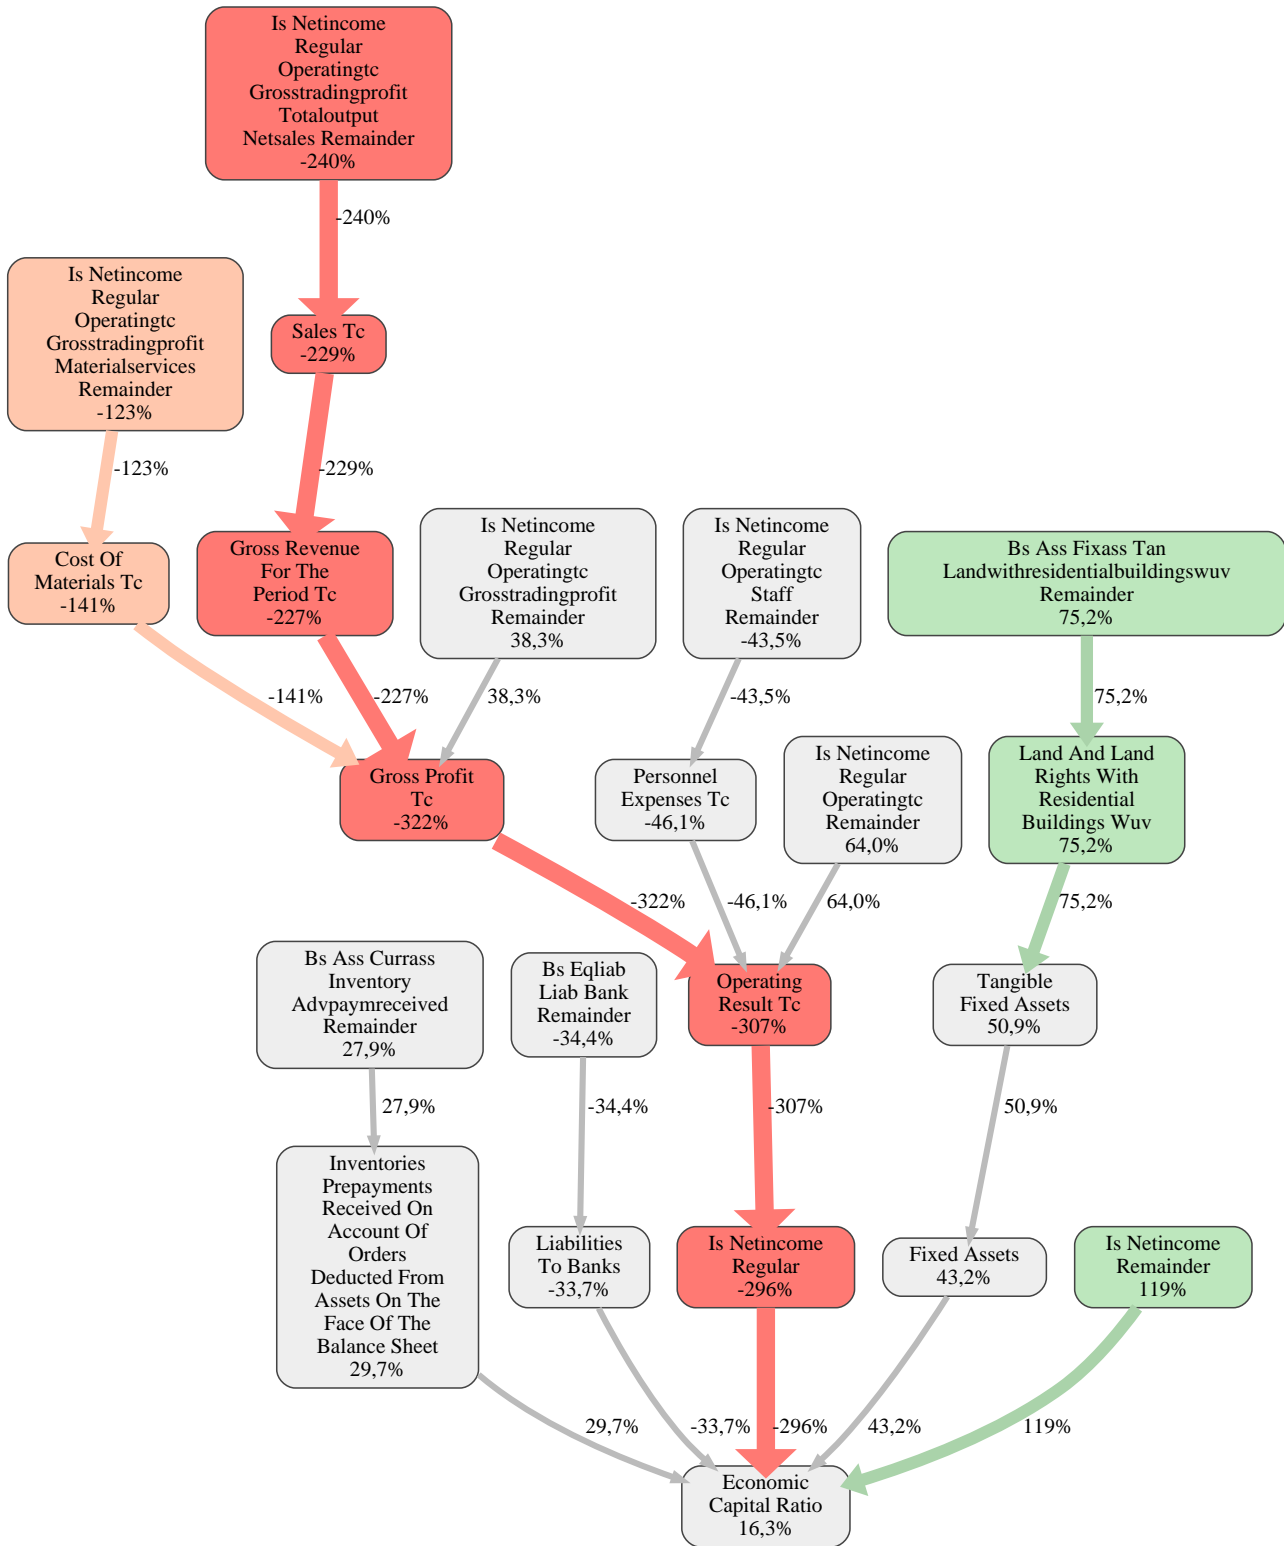 Is Netincome
Regular
Operatingtc
Grosstradingprofit
Totaloutput
Netsales Remainder
-240%
-240%
Is Netincome
Regular
Operatingtc
Grosstradingprofit
Materialservices
Remainder
-123%
Sales Tc
-229%
-123%
-229%
Cost Of
Materials Tc
-141%
Gross Revenue
For The
Period Tc
-227%
Is Netincome
Regular
Operatingtc
Grosstradingprofit
Remainder
38,3%
Is Netincome
Regular
Operatingtc
Staff
Remainder
-43,5%
Bs Ass Fixass Tan
Landwithresidentialbuildingswuv
Remainder
75,2%
-141%
-227%
38,3%
-43,5%
75,2%
Gross Profit
Tc
-322%
Personnel
Expenses Tc
-46,1%
Is Netincome
Regular
Operatingtc
Remainder
64,0%
Land And Land
Rights With
Residential
Buildings Wuv
75,2%
-322%
-46,1%
64,0%
75,2%
Bs Ass Currass
Inventory
Advpaymreceived
Remainder
27,9%
Bs Eqliab
Liab Bank
Remainder
-34,4%
Operating
Result Tc
-307%
Tangible
Fixed Assets
50,9%
27,9%
-34,4%
-307%
50,9%
Inventories
Prepayments
Received On
Account Of
Orders
Deducted From
Assets On The
Face Of The
Balance Sheet
29,7%
Liabilities
To Banks
-33,7%
Is Netincome
Regular
-296%
Fixed Assets
43,2%
Is Netincome
Remainder
119%
29,7%
-33,7%
-296%
43,2%
119%
Economic
Capital Ratio
16,3%